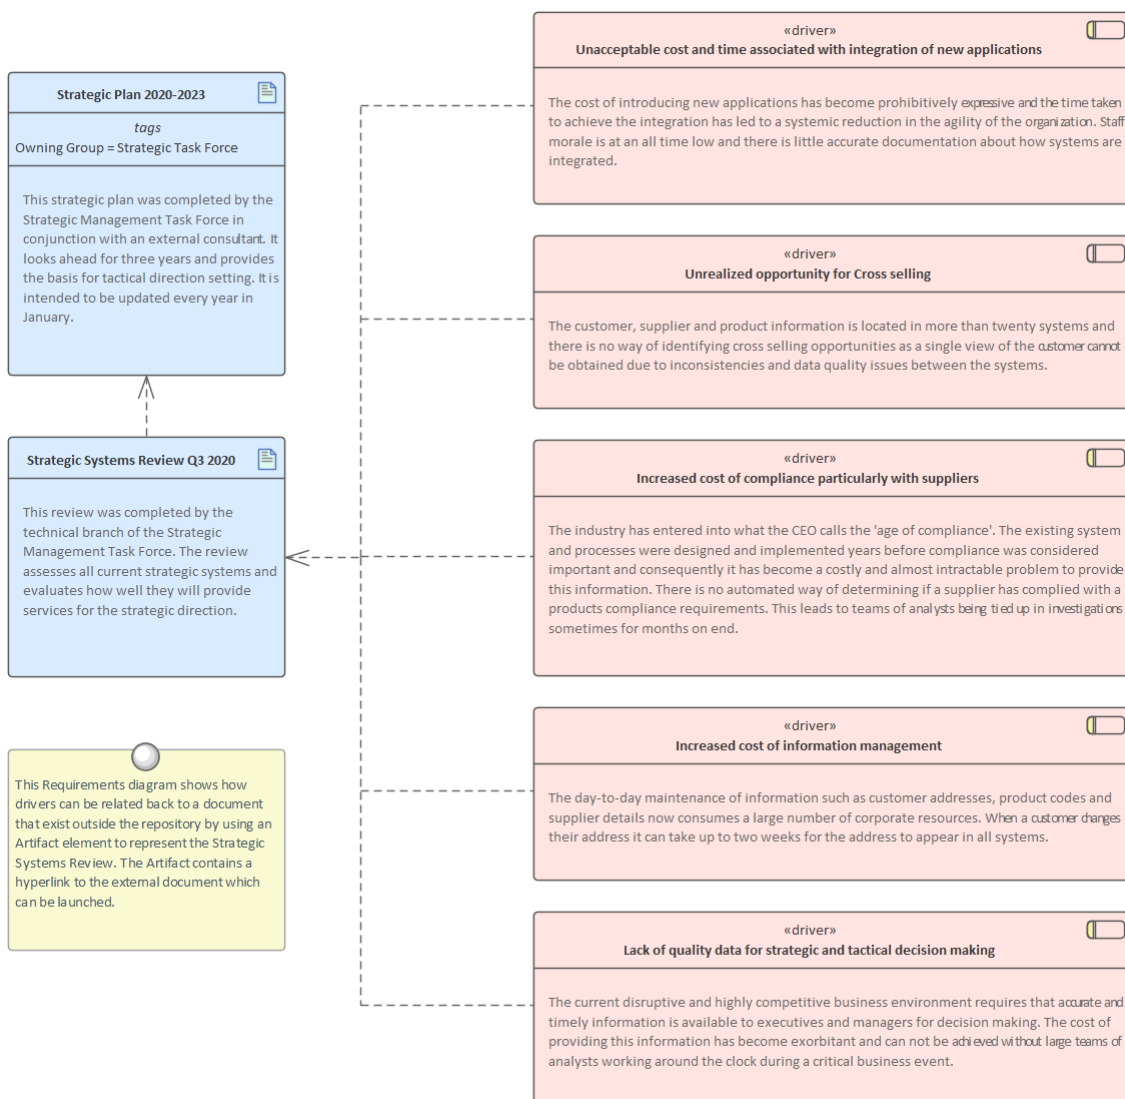 Strategic Plan 2020-2023
tags
Owning Group = Strategic Task Force
This strategic plan was completed by the
Strategic Management Task Force in
conjunction with an external consultant. It
looks ahead for three years and provides
the basis for tactical direction setting. It is
intended to be updated every year in
January.
Strategic Systems Review Q3 2020
This review was completed by the
technical branch of the Strategic
Management Task Force. The review
assesses all current strategic systems and
evaluates how well they will provide
services for the strategic direction.
This Requirements diagram shows how
drivers can be related back to a document
that exist outside the repository by using an
Artifact element to represent the Strategic
Systems Review. The Artifact contains a
hyperlink to the external document which
can be launched.
«driver»
Unacceptable cost and time associated with integration of new applications
The cost of introducing new applications has become prohibitively expressive and the time taken
to achieve the integration has led to a systemic reduction in the agility of the organization. Staff
morale is at an all time low and there is little accurate documentation about how systems are
integrated.
«driver»
Unrealized opportunity for Cross selling
The customer, supplier and product information is located in more than twenty systems and
there is no way of identifying cross selling opportunities as a single view of the customer cannot
be obtained due to inconsistencies and data quality issues between the systems.
«driver»
Increased cost of compliance particularly with suppliers
The industry has entered into what the CEO calls the 'age of compliance'. The existing system
and processes were designed and implemented years before compliance was considered
important and consequently it has become a costly and almost intractable problem to provide
this information. There is no automated way of determining if a supplier has complied with a
products compliance requirements. This leads to teams of analysts being tied up in investigations
sometimes for months on end.
«driver»
Increased cost of information management
The day-to-day maintenance of information such as customer addresses, product codes and
supplier details now consumes a large number of corporate resources. When a customer changes
their address it can take up to two weeks for the address to appear in all systems.
«driver»
Lack of quality data for strategic and tactical decision making
The current disruptive and highly competitive business environment requires that accurate and
timely information is available to executives and managers for decision making. The cost of
providing this information has become exorbitant and can not be achieved without large teams of
analysts working around the clock during a critical business event.